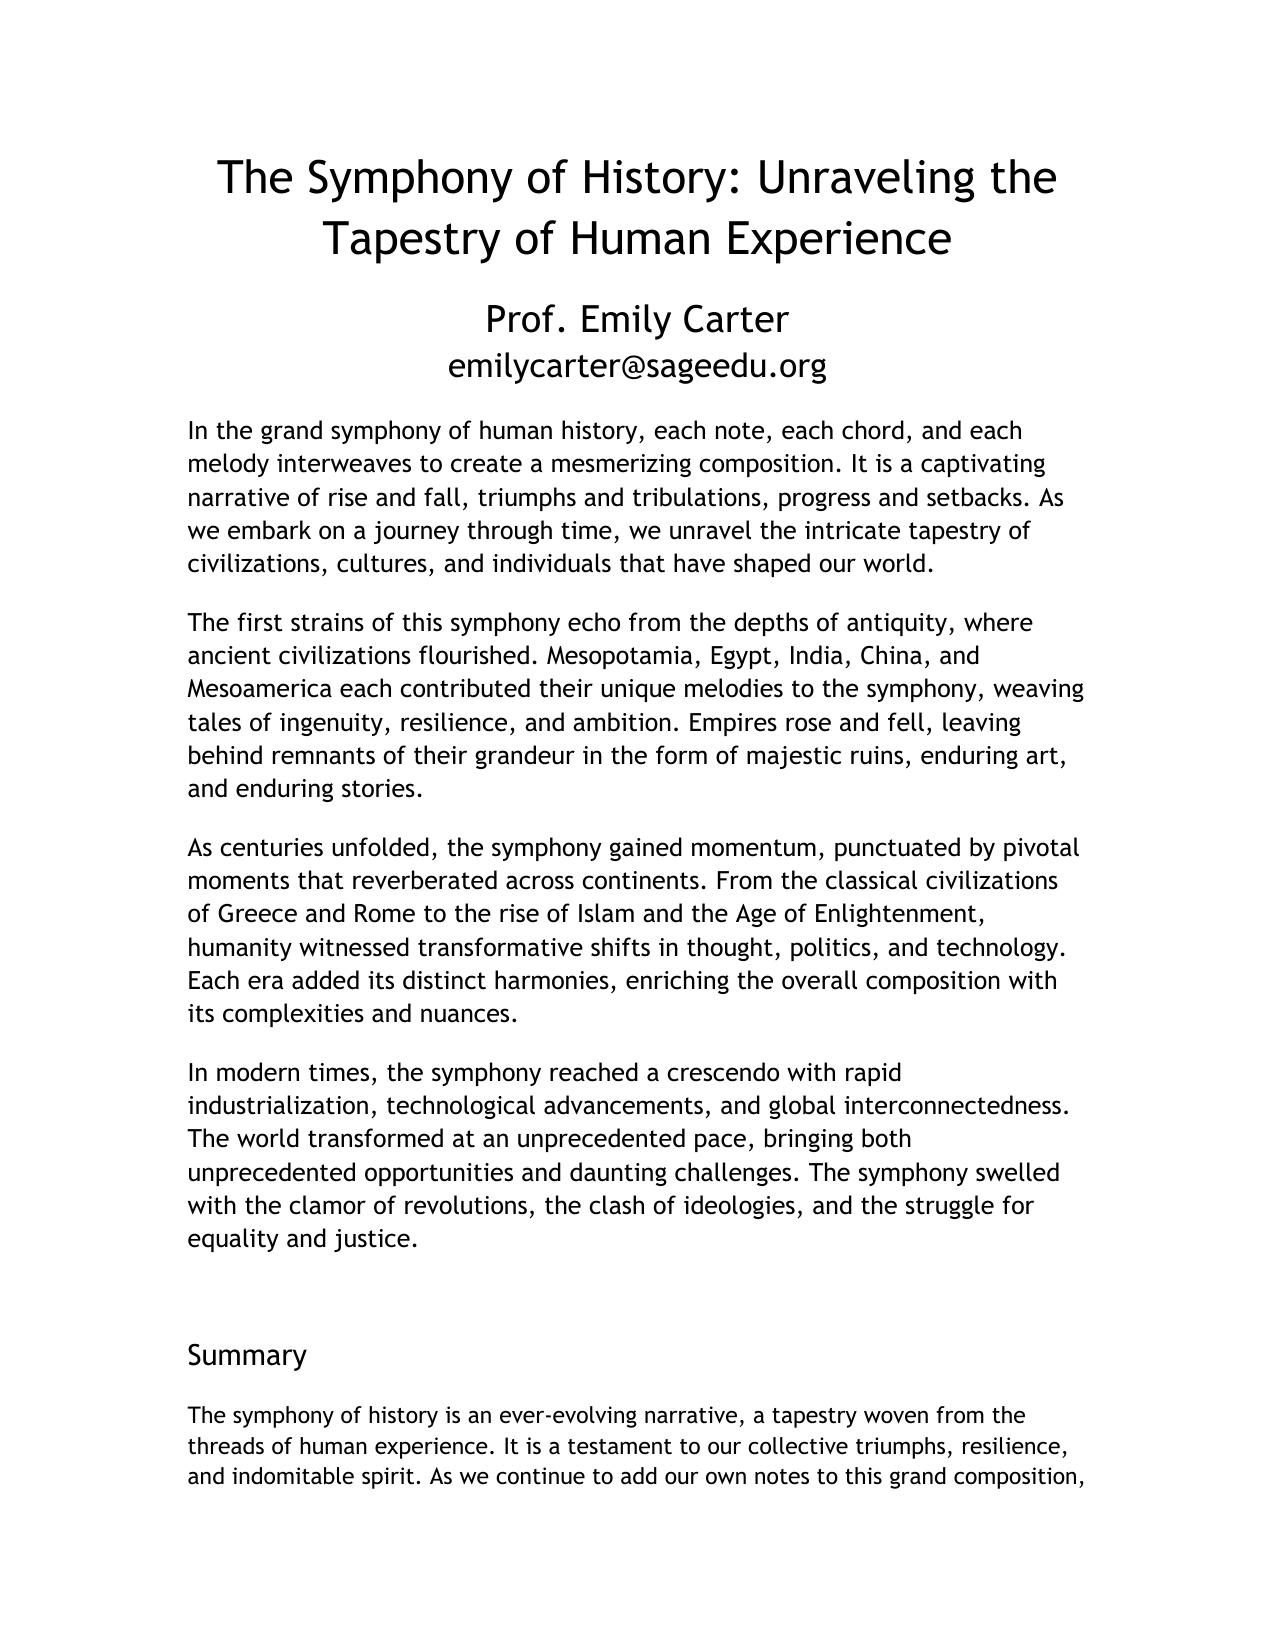 The Symphony of History: Unraveling the
Tapestry of Human Experience
Prof. Emily Carter
emilycarter@sageedu.org
In the grand symphony of human history, each note, each chord, and each
melody interweaves to create a mesmerizing composition. It is a captivating
narrative of rise and fall, triumphs and tribulations, progress and setbacks. As
we embark on a journey through time, we unravel the intricate tapestry of
civilizations, cultures, and individuals that have shaped our world.
The first strains of this symphony echo from the depths of antiquity, where
ancient civilizations flourished. Mesopotamia, Egypt, India, China, and
Mesoamerica each contributed their unique melodies to the symphony, weaving
tales of ingenuity, resilience, and ambition. Empires rose and fell, leaving
behind remnants of their grandeur in the form of majestic ruins, enduring art,
and enduring stories.
As centuries unfolded, the symphony gained momentum, punctuated by pivotal
moments that reverberated across continents. From the classical civilizations
of Greece and Rome to the rise of Islam and the Age of Enlightenment,
humanity witnessed transformative shifts in thought, politics, and technology.
Each era added its distinct harmonies, enriching the overall composition with
its complexities and nuances.
In modern times, the symphony reached a crescendo with rapid
industrialization, technological advancements, and global interconnectedness.
The world transformed at an unprecedented pace, bringing both
unprecedented opportunities and daunting challenges. The symphony swelled
with the clamor of revolutions, the clash of ideologies, and the struggle for
equality and justice.
Summary
The symphony of history is an ever-evolving narrative, a tapestry woven from the
threads of human experience. It is a testament to our collective triumphs, resilience,
and indomitable spirit. As we continue to add our own notes to this grand composition,